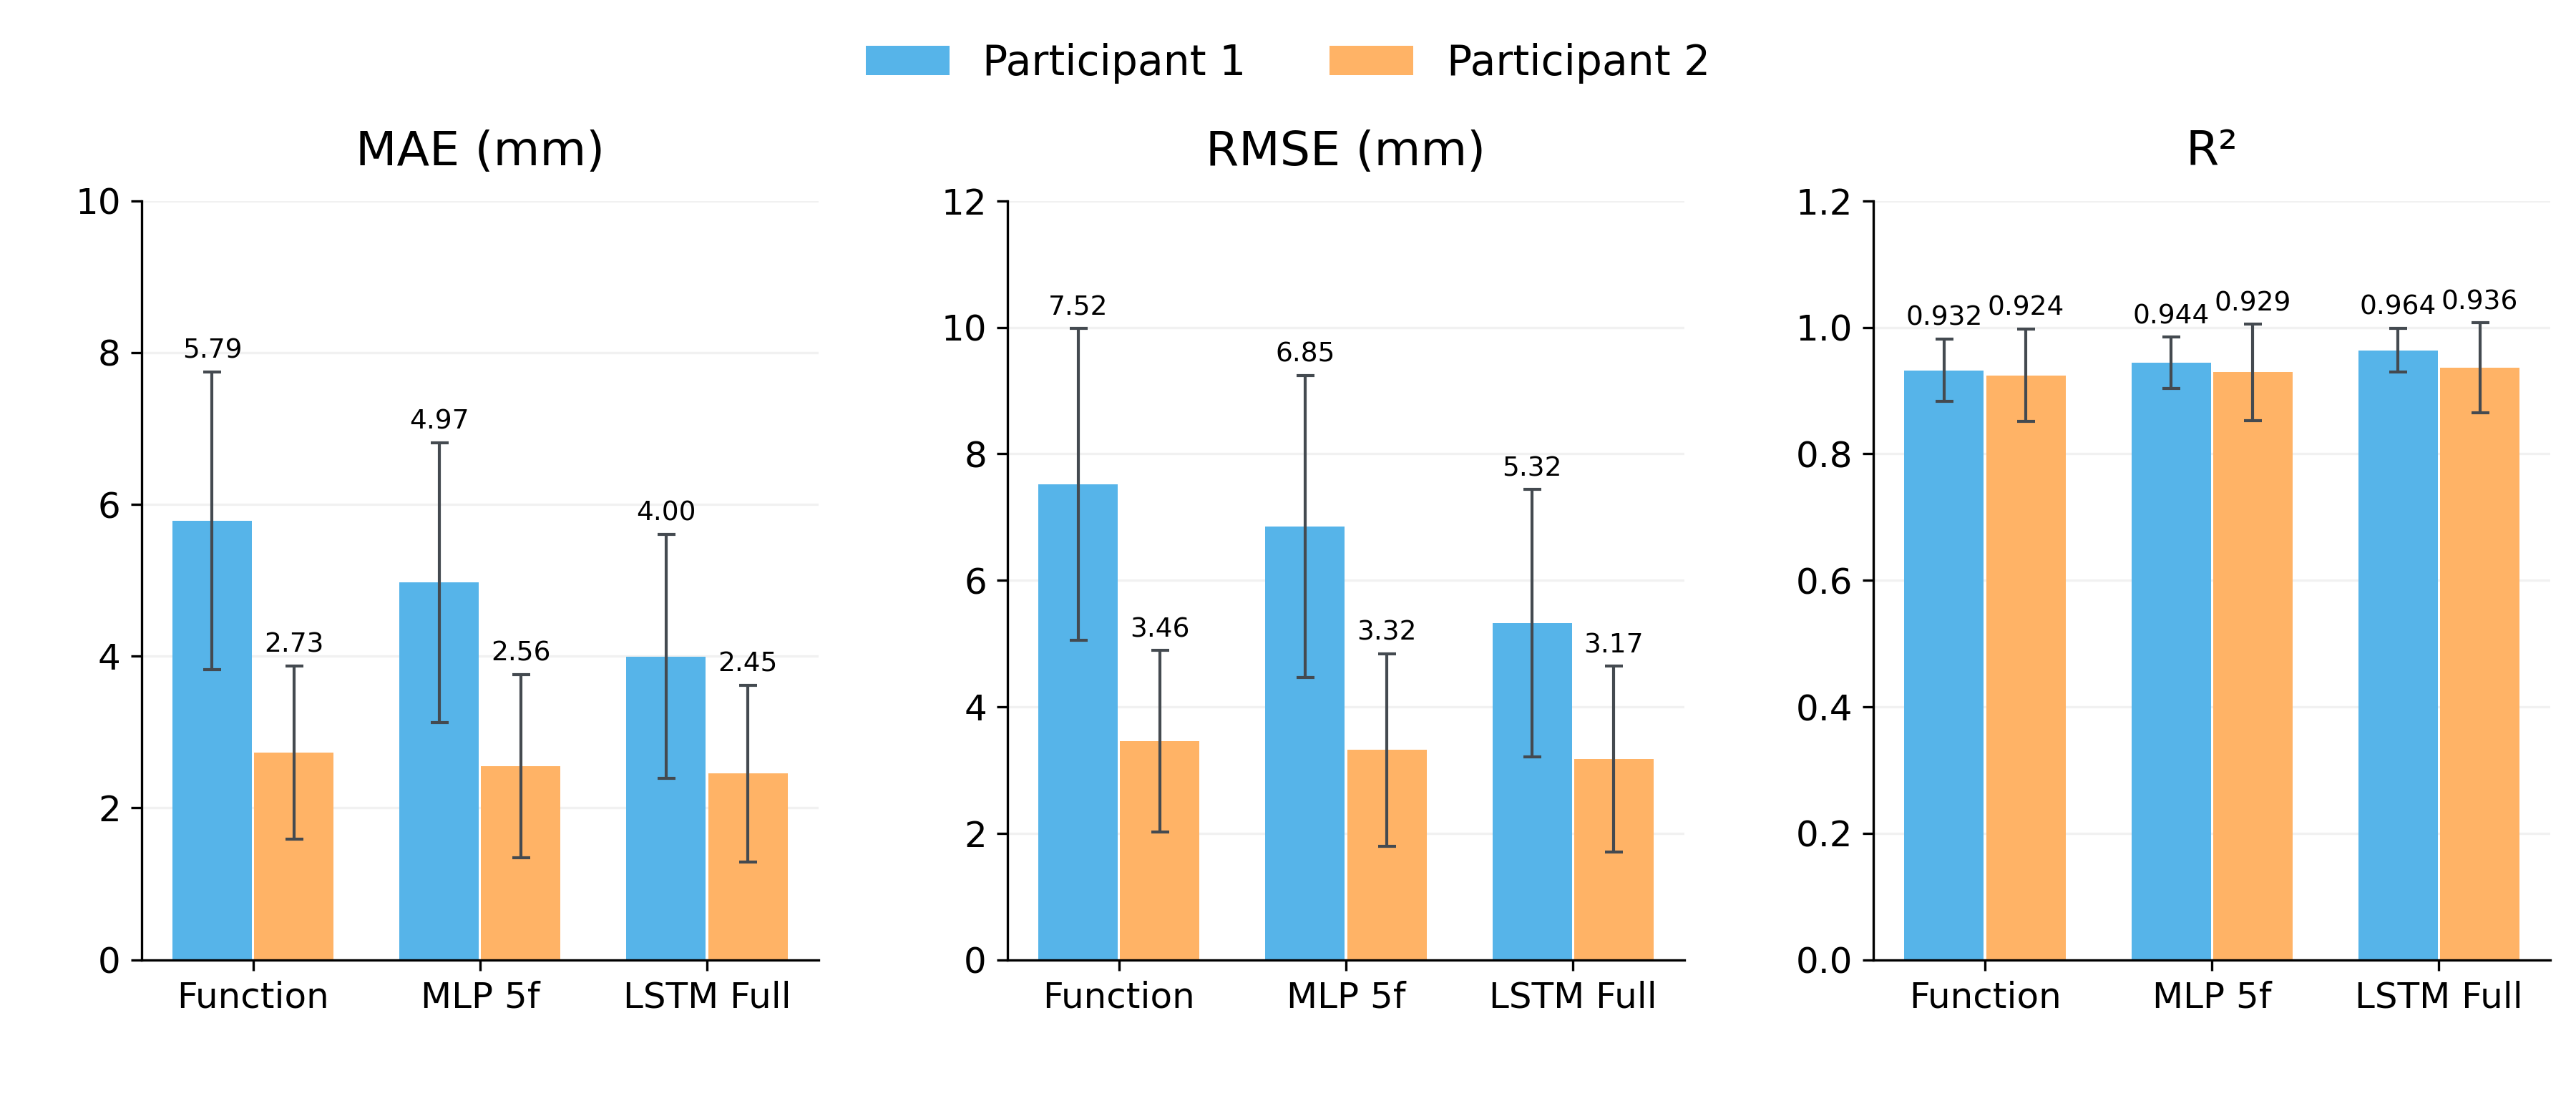 Participant 1
Participant 2
MAE (mm)
10
8
6
4
2
0
5.79
2.73
4.97
2.56
4.00
2.45
Function
MLP 5f
LSTM Full
RMSE (mm)
12
10
8
6
4
2
0
7.52
3.46
6.85
3.32
5.32
3.17
Function
MLP 5f
LSTM Full
R²
1.2
1.0
0.8
0.6
0.4
0.2
0.0
0.932
0.924
0.944
0.929
0.964
0.936
Function
MLP 5f
LSTM Full